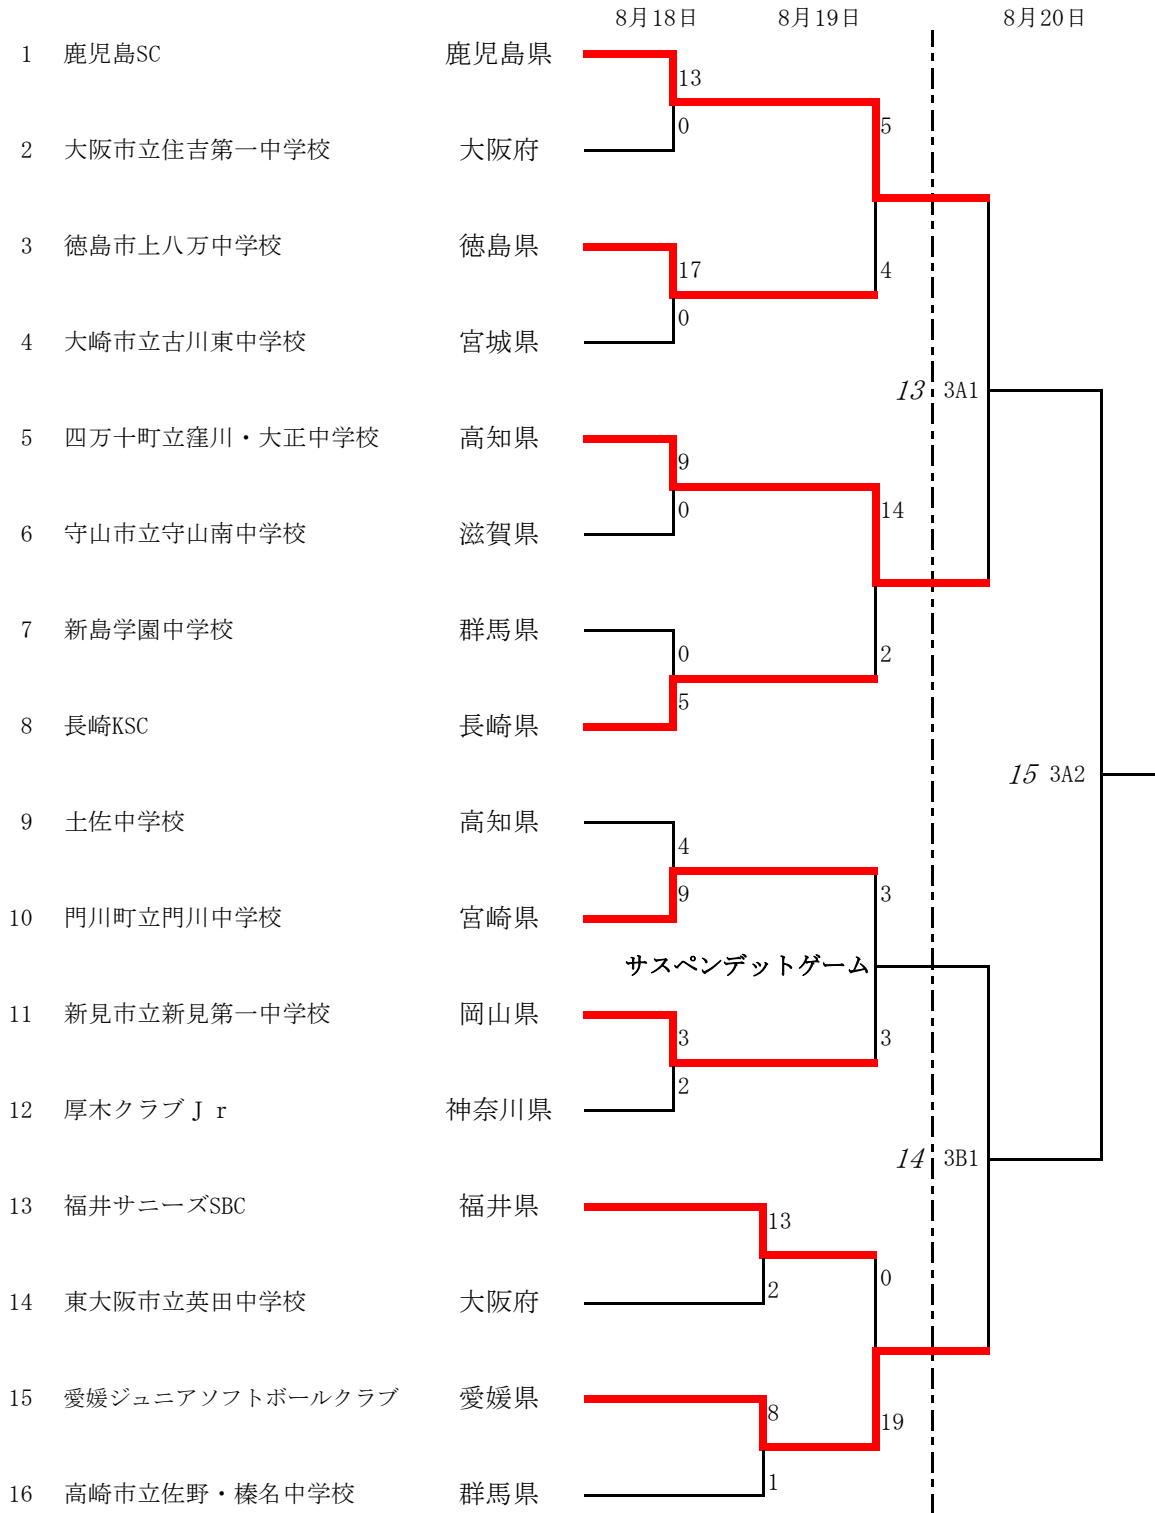 8月18日 8月19日 8月20日
1 鹿児島SC 鹿児島県
13
0 5
2 大阪市立住吉第一中学校 大阪府
3 徳島市上八万中学校 徳島県
17 4
0
4 大崎市立古川東中学校 宮城県
13 3A1
5 四万十町立窪川・大正中学校 高知県
9
0 14
6 守山市立守山南中学校 滋賀県
7 新島学園中学校 群馬県
0 2
5
8 長崎KSC 長崎県
15 3A2
9 土佐中学校 高知県
4
9 3
10 門川町立門川中学校 宮崎県
サスペンデットゲーム
11 新見市立新見第一中学校 岡山県
3 3
2
12 厚木クラブＪｒ 神奈川県
14 3B1
13 福井サニーズSBC 福井県
13
2 0
14 東大阪市立英田中学校 大阪府
15 愛媛ジュニアソフトボールクラブ 愛媛県
8 19
1
16 高崎市立佐野・榛名中学校 群馬県